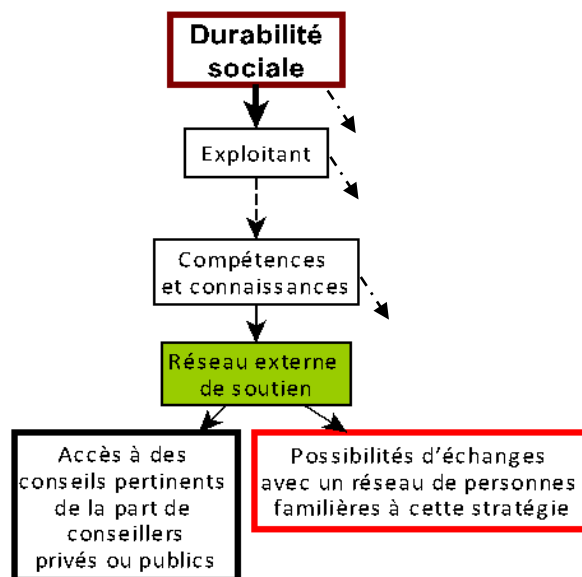 Durabilité
sociale
Exploitant
Compétences
et connaissances
Réseau externe
de soutien
Accès à des
conseils pertinents
de la part de
conseillers
privés ou publics
Possibilités d’échanges
avec un réseau de personnes
familières à cette stratégie